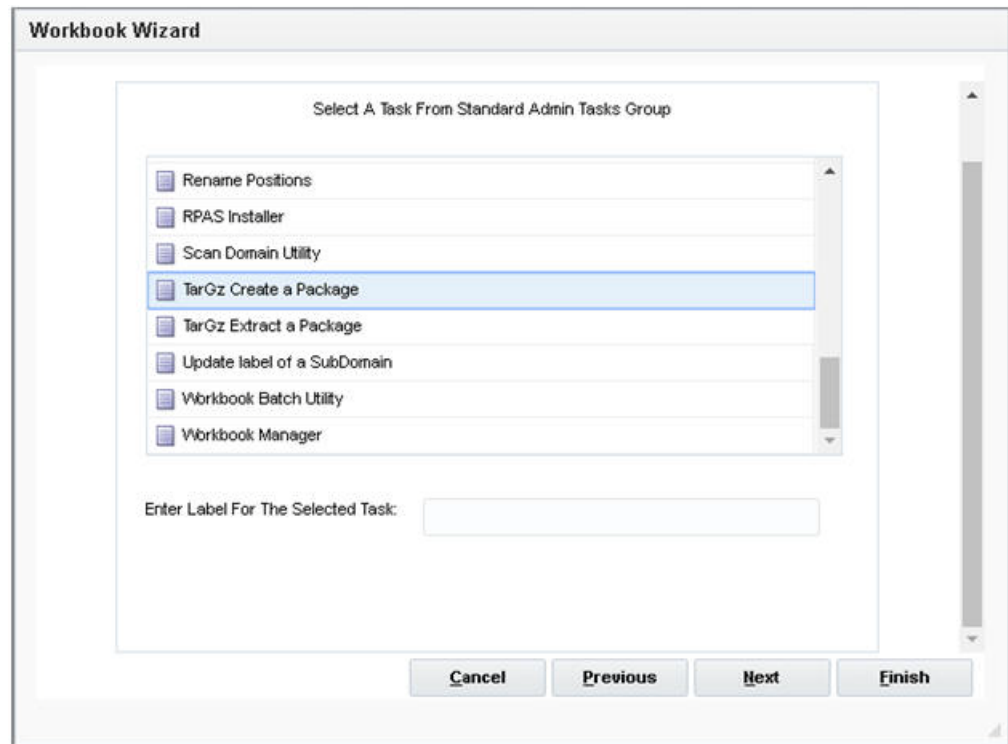 Workbook Wizard
Select A Task From Standard Admin Tasks Group
Rename Positions
RPAS Installer
Scan Domain Utility
TarGz Create a Package
TarGz Extract a Package
Update label of a SubDomain
Workbook Batch Utility
Workbook Manager
Enter Label For The Selected Task:
Cancel Previous Next Finish